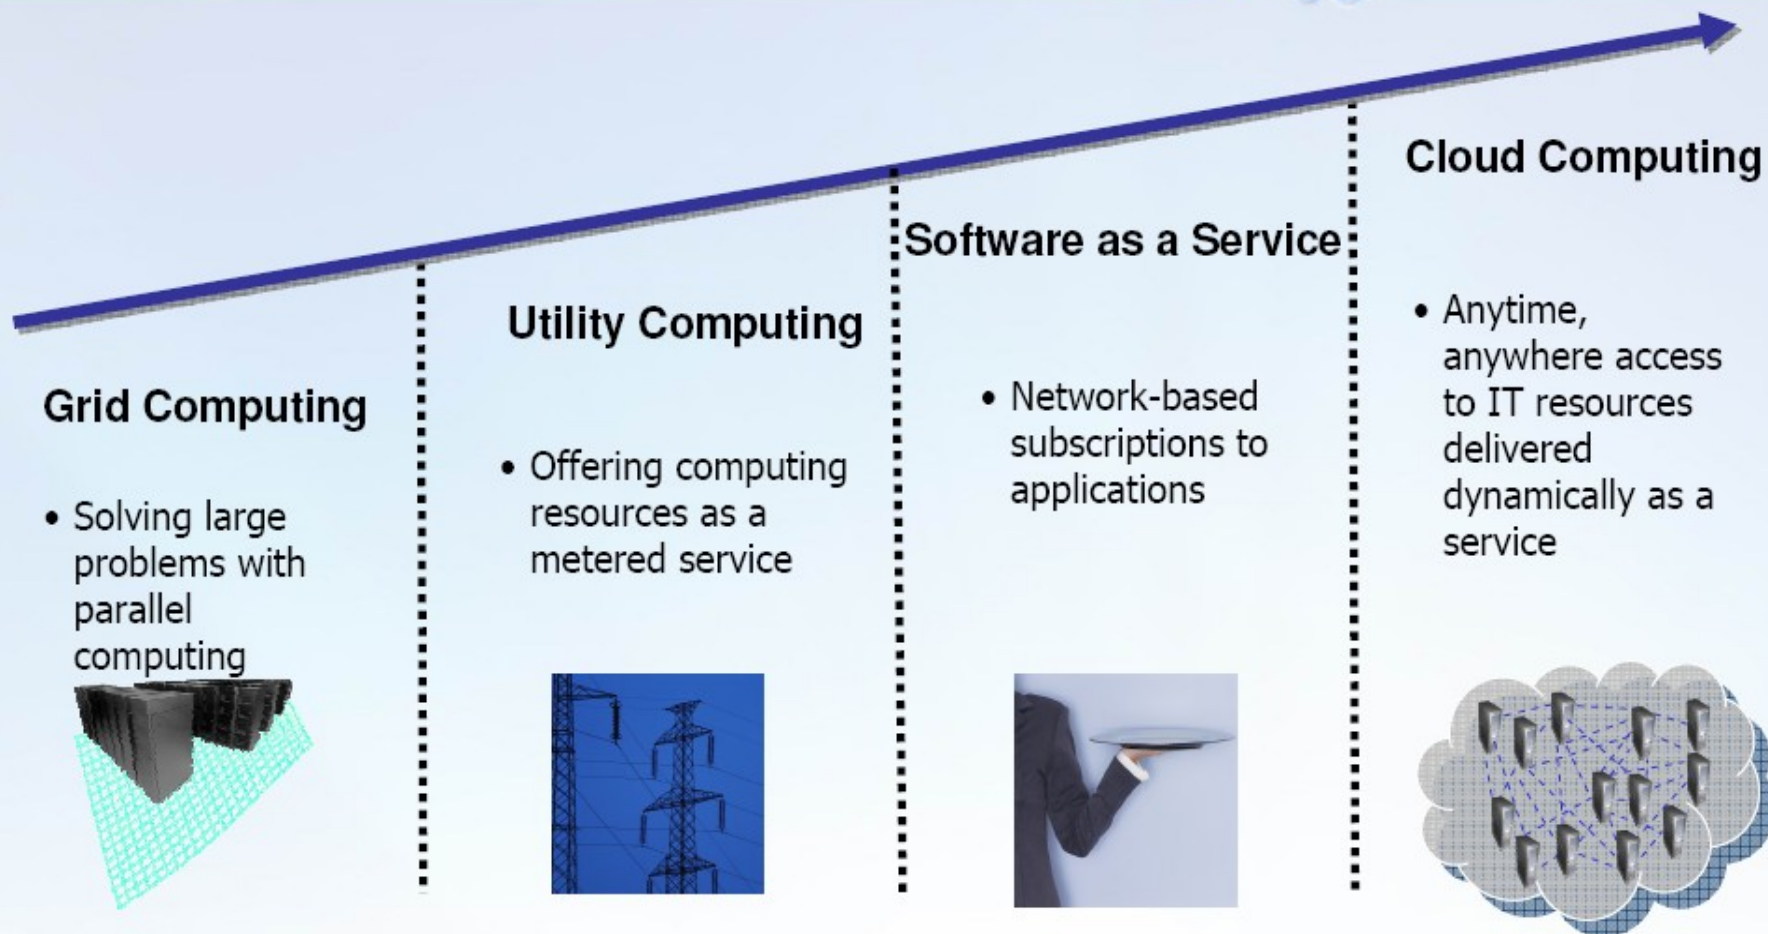 Grid Computing
• Solving large
problems with
parallel
computing
Utility Computing
• Offering computing
resources as a
metered service
Software as a Service
• Network-based
subscriptions to
applications
Cloud Computing
• Anytime,
anywhere access
to IT resources
delivered
dynamically as a
service